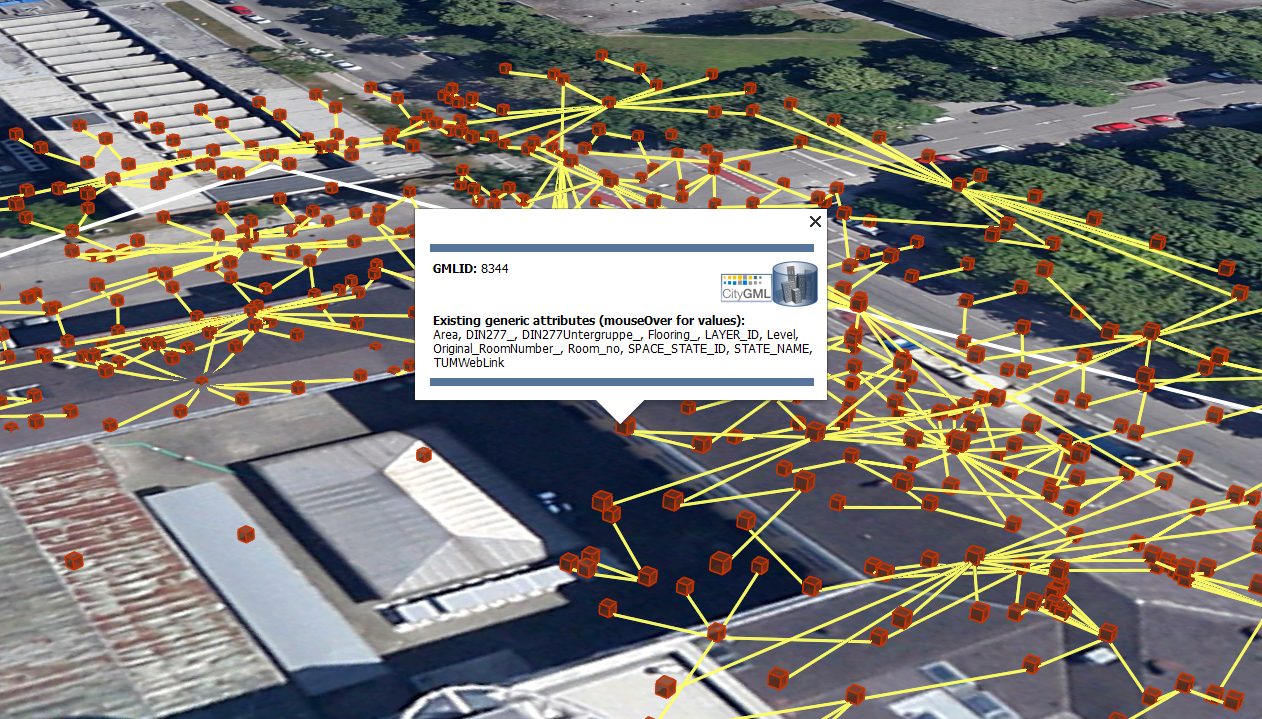 GMLID: 8344
CityGML
Existing generic attributes (mouseOver for values):
Area, DIN277_, DIN277Untergruppe_, Flooring_, LAYER_ID, Level,
Original_RoomNumber_, Room_no, SPACE_STATE_ID, STATE_NAME,
TUMWebLink